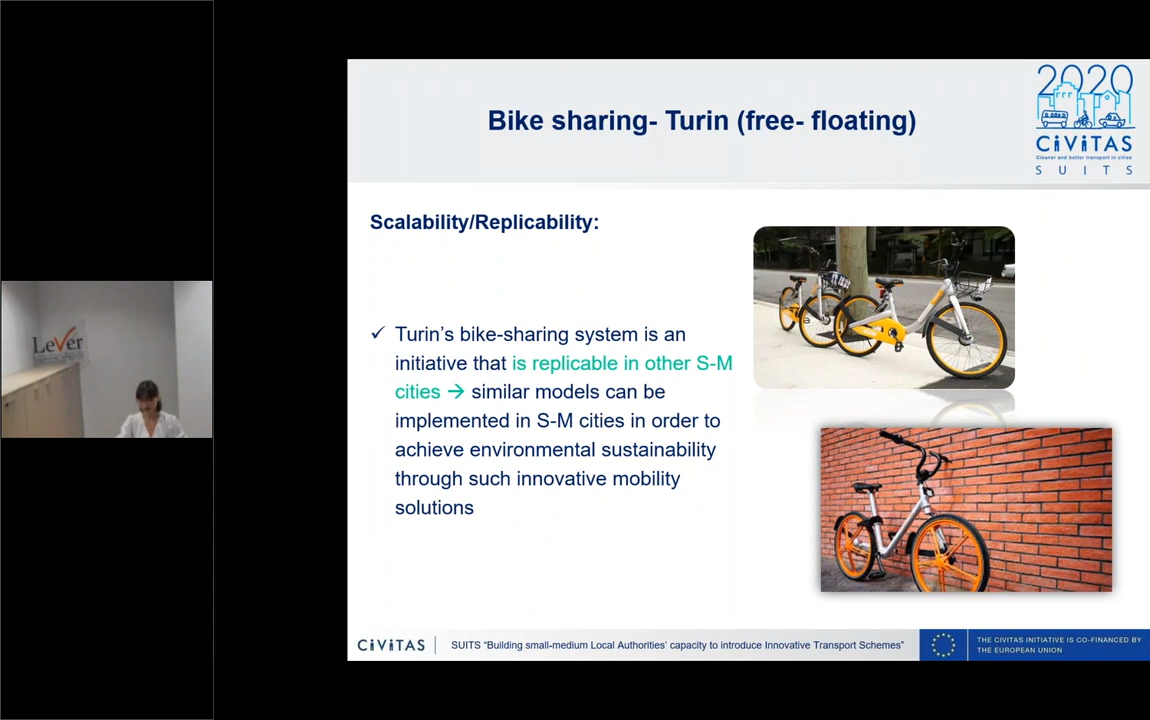 LeVer
Bike sharing- Turin (free- floating)
2020
CiViTAS
Cleaner and better transport in cities
SUITS
Scalability/Replicability:
✓ Turin’s bike-sharing system is an
initiative that is replicable in other S-M
cities → similar models can be
implemented in S-M cities in order to
achieve environmental sustainability
through such innovative mobility
solutions
CiViTAS
SUITS “Building small-medium Local Authorities’ capacity to introduce Innovative Transport Schemes”
THE CIVITAS INITIATIVE IS CO-FINANCED BY
THE EUROPEAN UNION